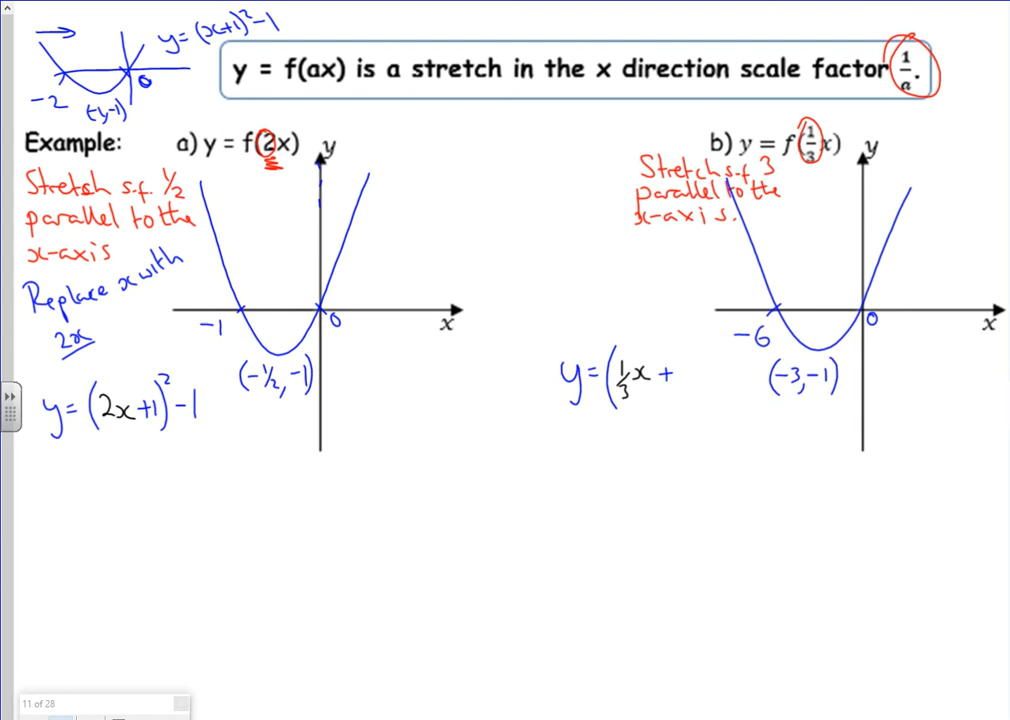 y = (x+1)² - 1
-2
0
(-1,-1)
y = f(ax) is a stretch in the x direction scale factor 1/a.
Example:
a) y = f(2x)
y
b) y = f(1/3 x)
y
Stretch s.f. 1/2
parallel to the
x-axis
Stretch s.f. 3
parallel to the
x-axis.
Replace x with
2x
-1
0
x
-6
0
x
(-1/2, -1)
(-3, -1)
y = (2x+1)² - 1
y = (1/3 x +
11 of 28